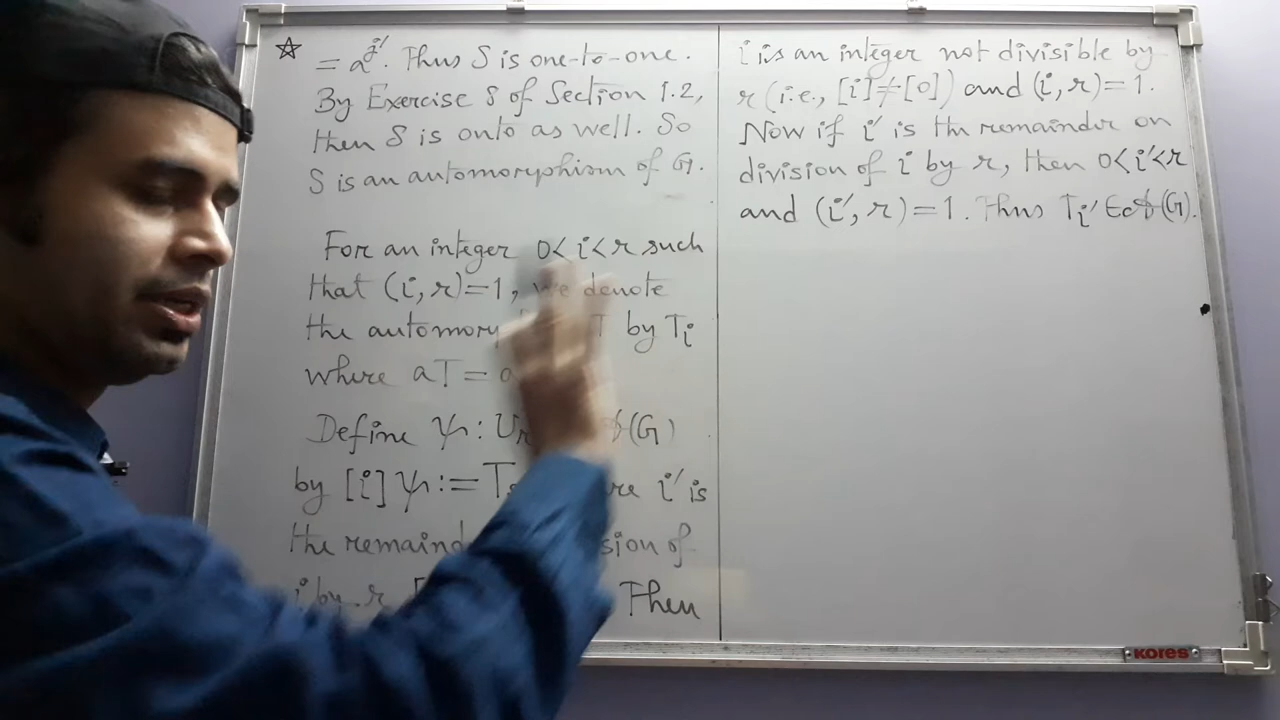 ☆ = a^{j'}. Thus S is one-to-one.
By Exercise 8 of Section 1.2,
then S is onto as well. So
S is an automorphism of G.
For an integer 0 < i < r such
that (i, r) = 1, we denote
the automor T by T_i
where aT = a
Define ψ : U_r (G)
by [i] ψ := T i' is
the remaind sion of
i by r. Then
i is an integer not divisible by
r (i.e., [i] ≠ [0]) and (i, r) = 1.
Now if i' is the remainder on
division of i by r, then 0 < i' < r
and (i', r) = 1. Thus T_{i'} ∈ 𝒜(G).
KORES